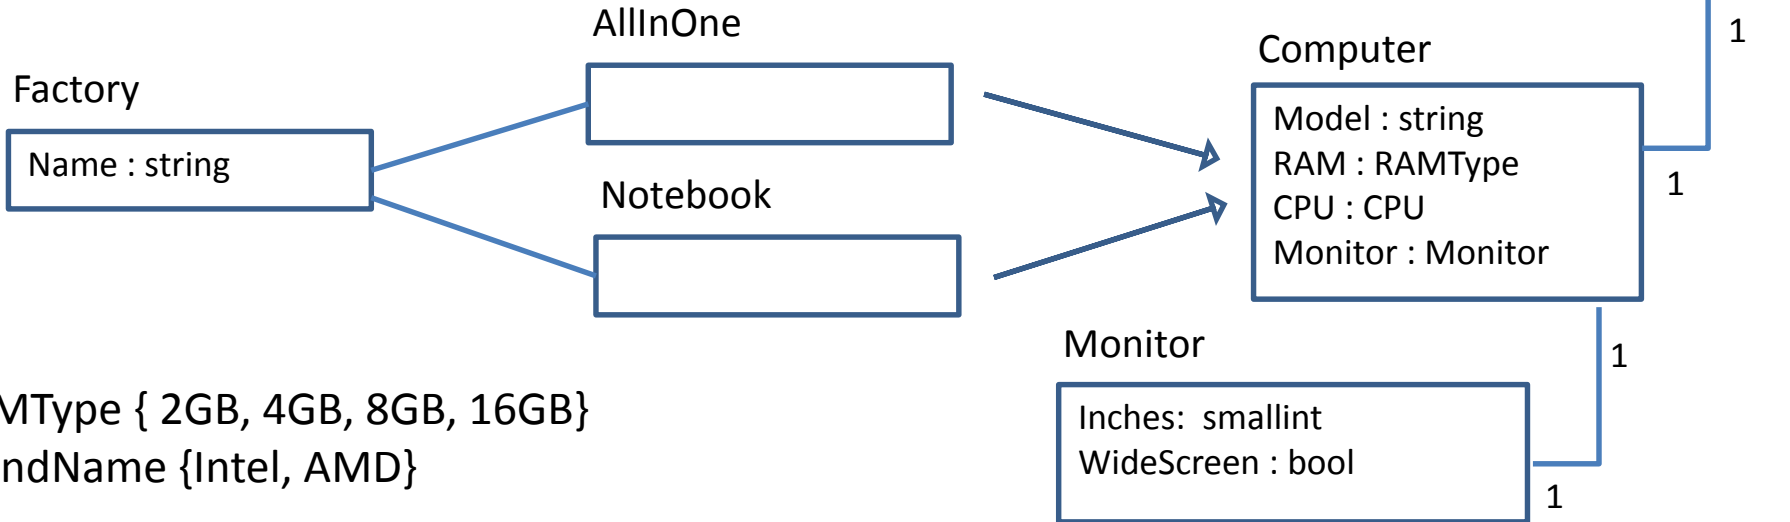 AllInOne
1
Computer
Factory
Model : string
RAM : RAMType
CPU : CPU
Monitor : Monitor
Name : string
1
Notebook
Monitor
1
MType { 2GB, 4GB, 8GB, 16GB}
ndName {Intel, AMD}
Inches: smallint
WideScreen : bool
1